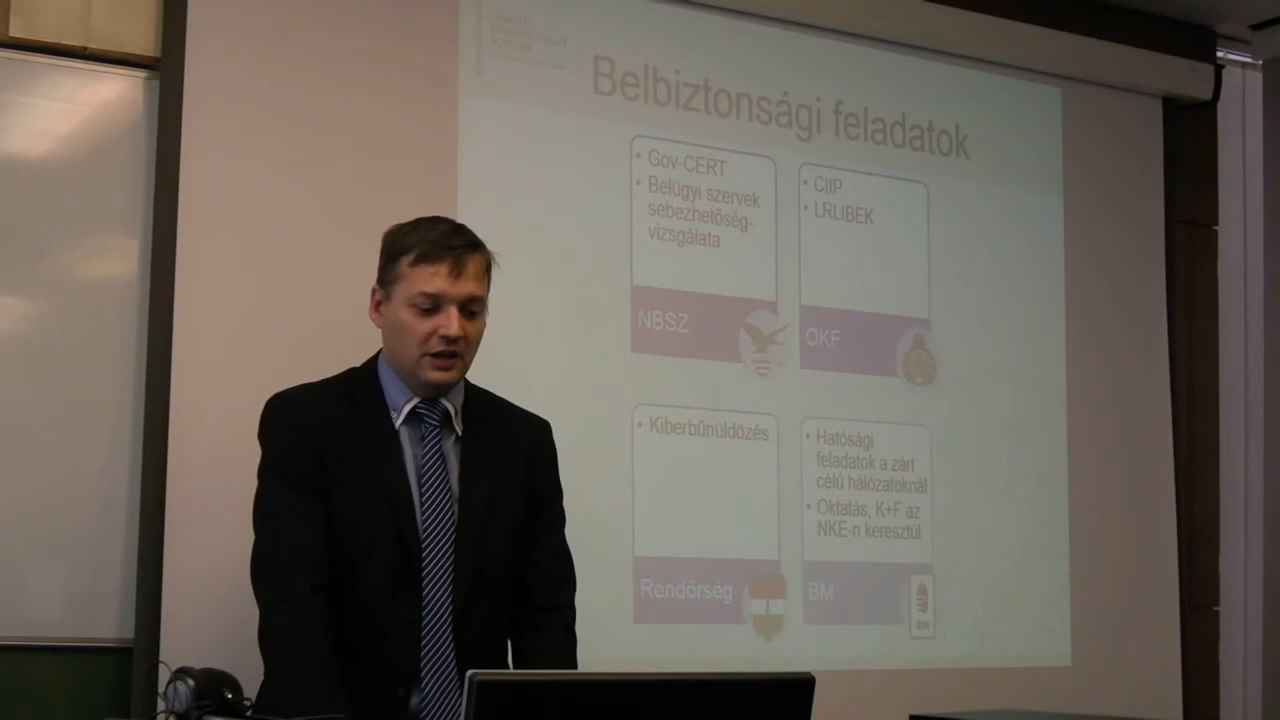 Belbiztonsági feladatok
• Gov-CERT
• Belügyi szervek
sebezhetőség-
vizsgálata
NBSZ
• CIIP
• LRLIBEK
OKF
• Kiberbűnüldözés
Rendőrség
• Hatósági
feladatok a zárt
célú hálózatoknál
• Oktatás, K+F az
NKE-n keresztül
BM